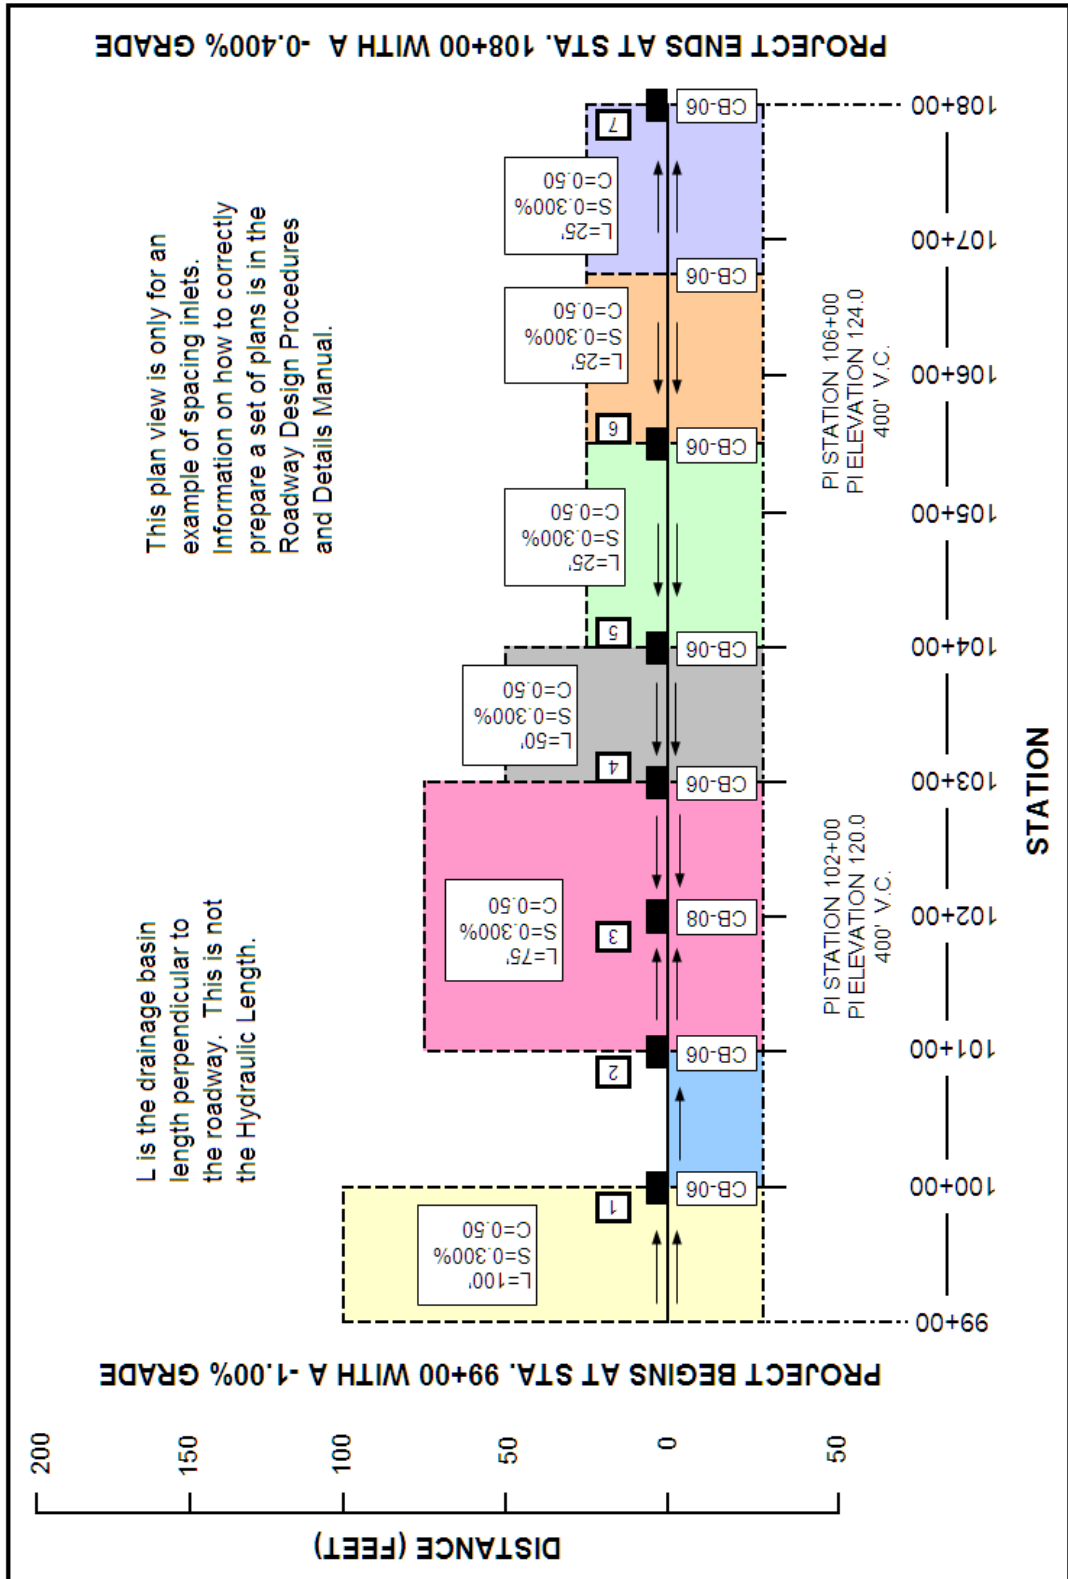 PROJECT ENDS AT STA. 108+00 WITH A -0.400% GRADE
This plan view is only for an
example of spacing inlets.
Information on how to correctly
prepare a set of plans is in the
Roadway Design Procedures
and Details Manual.
L is the drainage basin
length perpendicular to
the roadway. This is not
the Hydraulic Length.
7
CB-06
L=25'
S=0.300%
C=0.50
CB-06
L=25'
S=0.300%
C=0.50
6
CB-06
L=25'
S=0.300%
C=0.50
5
CB-06
L=50'
S=0.300%
C=0.50
4
CB-06
L=75'
S=0.300%
C=0.50
3
CB-08
2
CB-06
1
CB-06
L=100'
S=0.300%
C=0.50
PI STATION 106+00
PI ELEVATION 124.0
400' V.C.
PI STATION 102+00
PI ELEVATION 120.0
400' V.C.
108+00
107+00
106+00
105+00
104+00
103+00
102+00
101+00
100+00
99+00
STATION
PROJECT BEGINS AT STA. 99+00 WITH A -1.00% GRADE
200
150
100
50
0
50
DISTANCE (FEET)